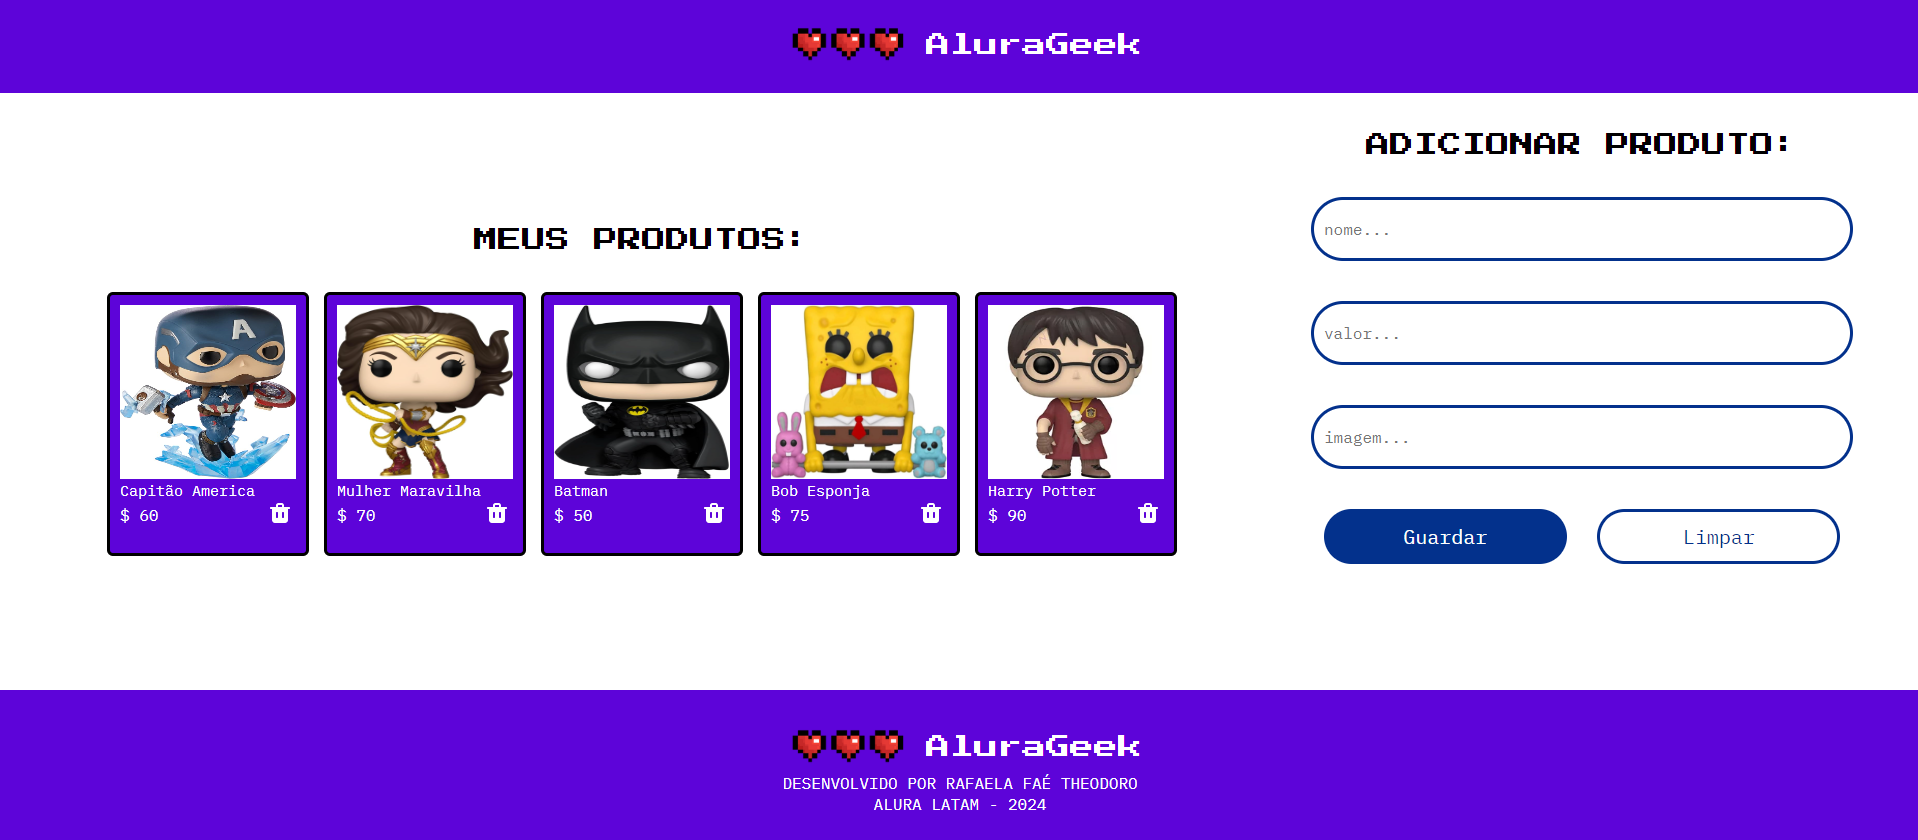 AluraGeek
MEUS PRODUTOS:
A
Capitão America
$ 60
Mulher Maravilha
$ 70
Batman
$ 50
Bob Esponja
$ 75
Harry Potter
$ 90
ADICIONAR PRODUTO:
nome...
valor...
imagem...
Guardar
Limpar
AluraGeek
DESENVOLVIDO POR RAFAELA FAÉ THEODORO
ALURA LATAM - 2024